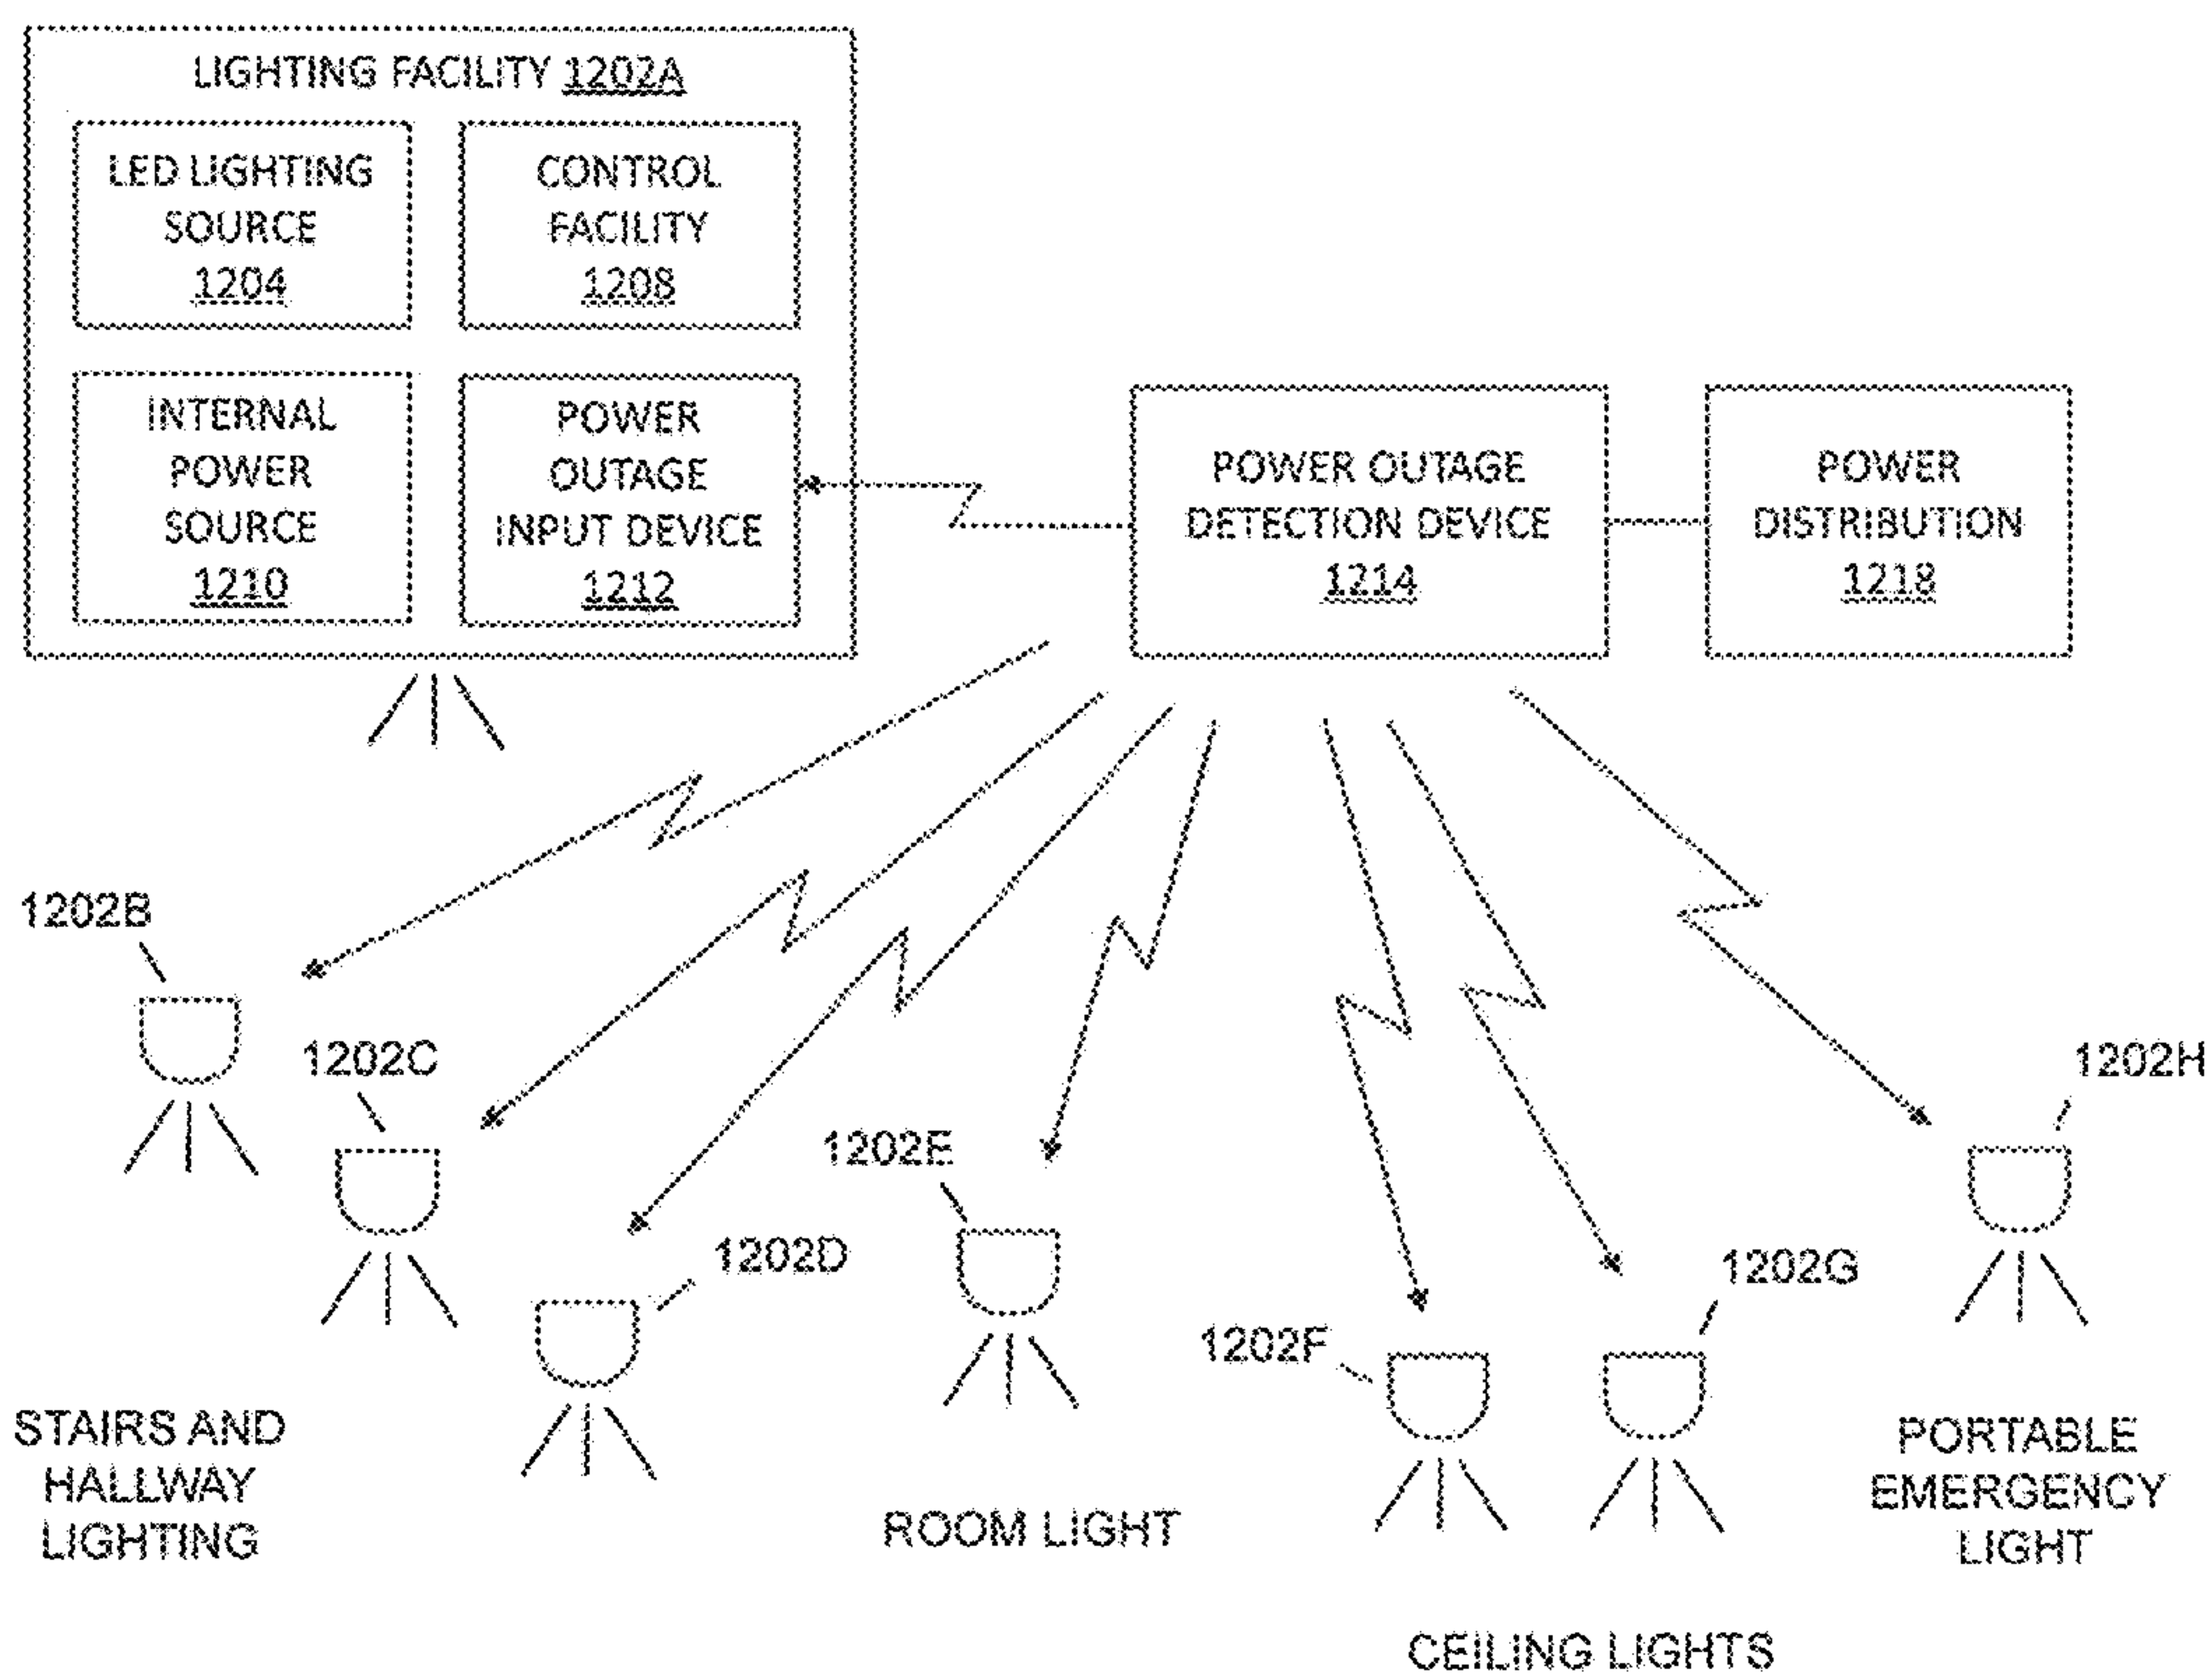 LIGHTING FACILITY 1202A
LED LIGHTING
SOURCE
1204
CONTROL
FACILITY
1208
INTERNAL
POWER
SOURCE
1210
POWER
OUTAGE
INPUT DEVICE
1212
POWER OUTAGE
DETECTION DEVICE
1214
POWER
DISTRIBUTION
1218
1202B
1202C
1202D
1202E
1202F
1202G
1202H
STAIRS AND
HALLWAY
LIGHTING
ROOM LIGHT
CEILING LIGHTS
PORTABLE
EMERGENCY
LIGHT